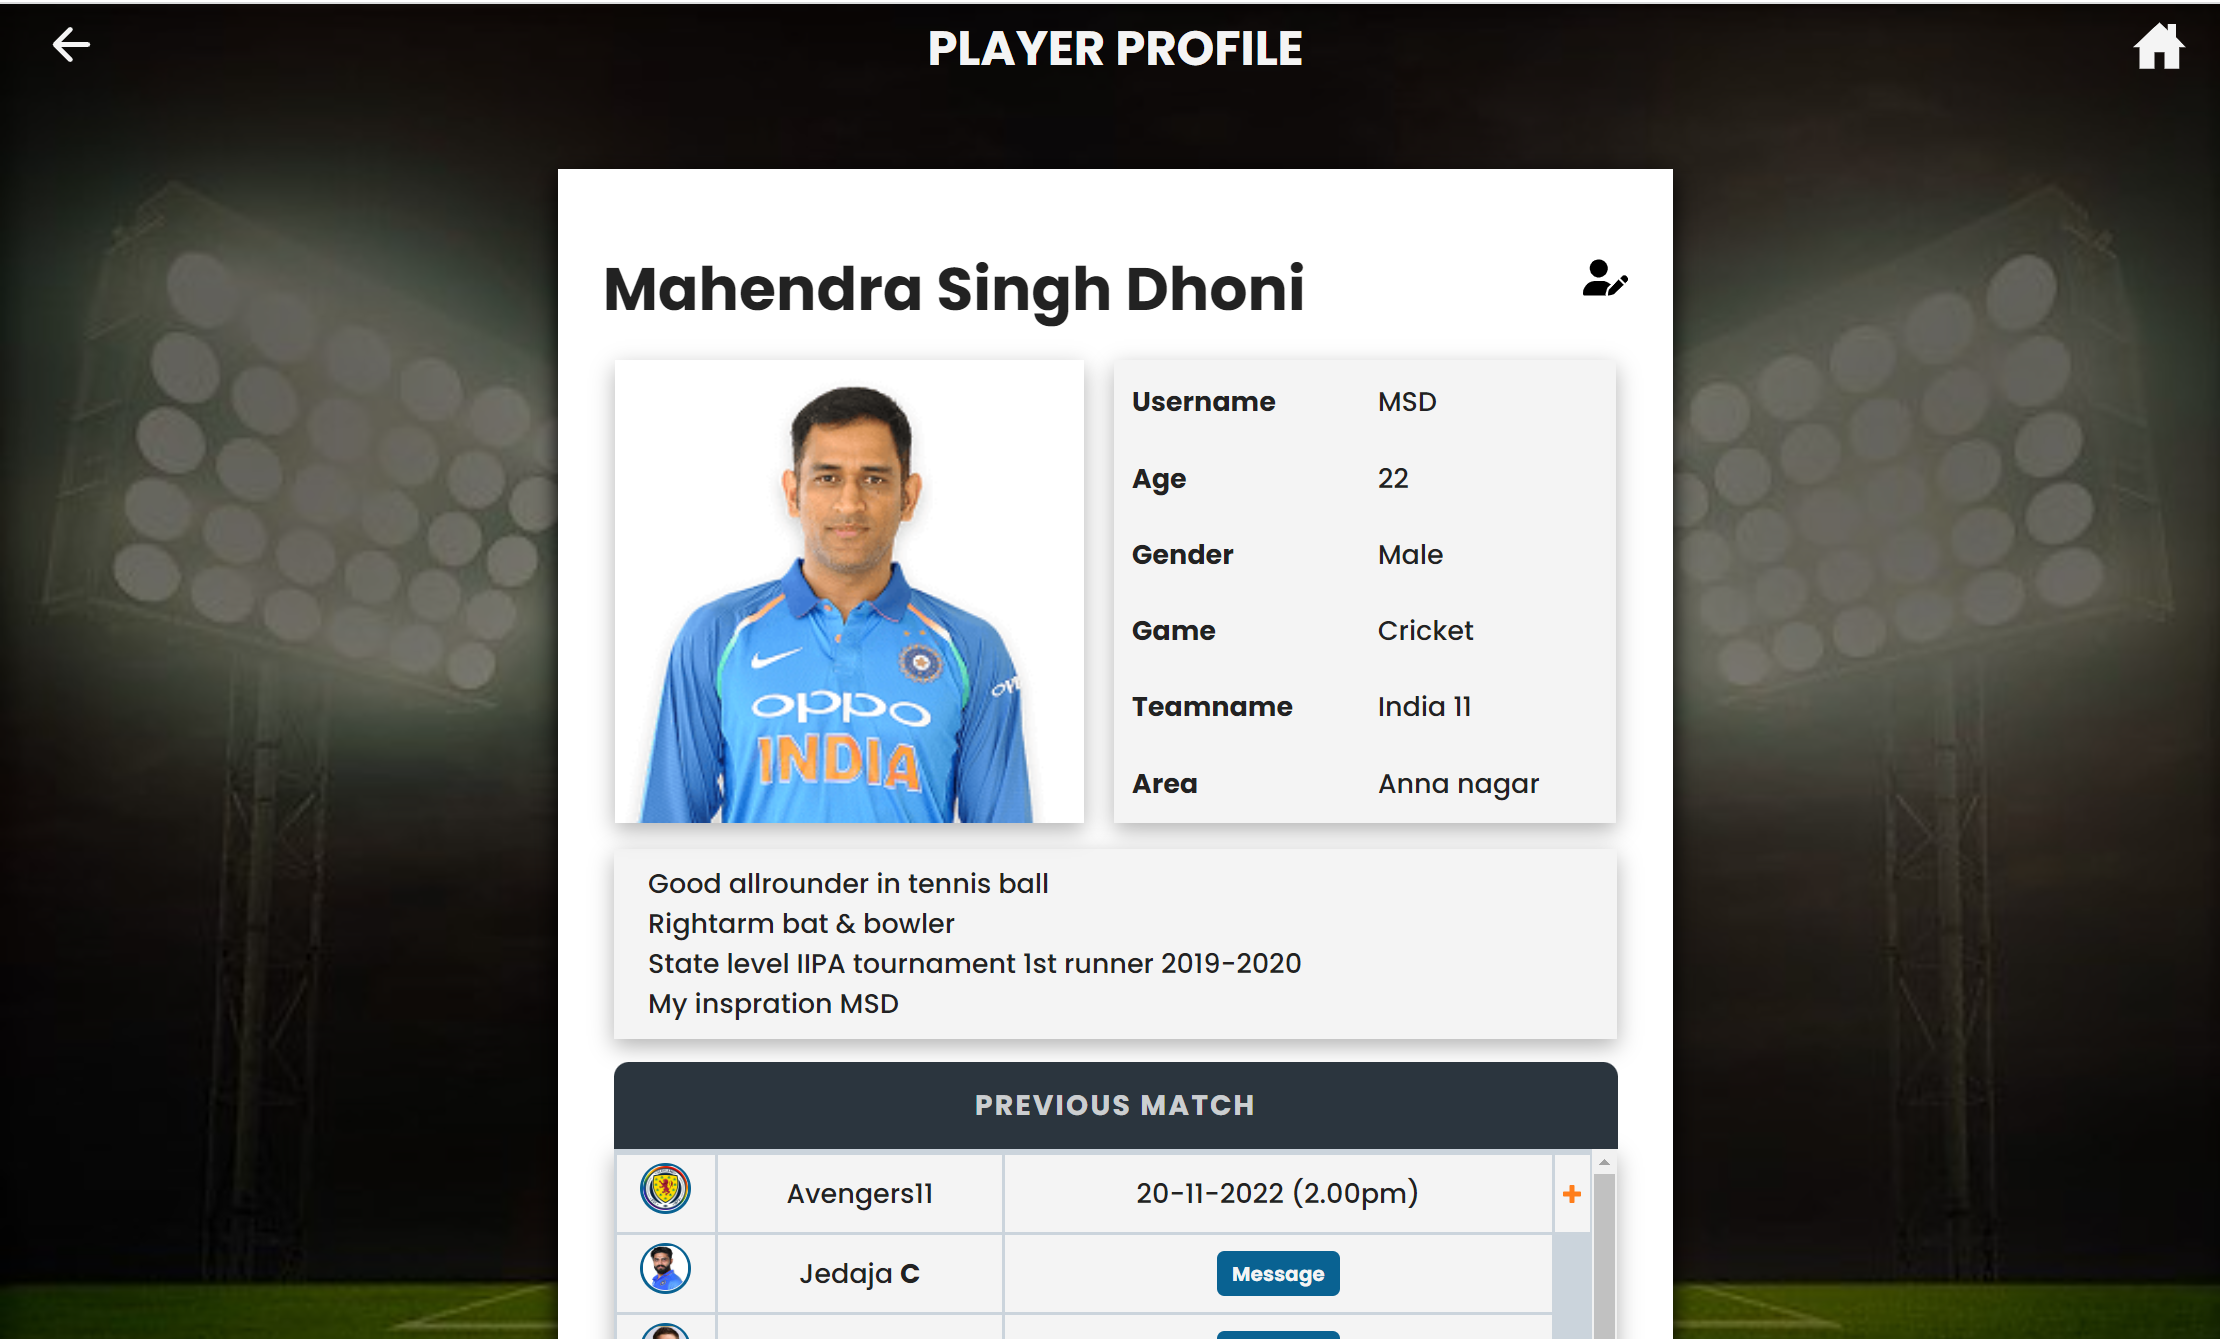 PLAYER PROFILE
Mahendra Singh Dhoni
Username MSD
Age 22
Gender Male
Game Cricket
Teamname India 11
Area Anna nagar
oppo
INDIA
Good allrounder in tennis ball
Rightarm bat & bowler
State level IIPA tournament 1st runner 2019-2020
My inspration MSD
PREVIOUS MATCH
Avengers11 20-11-2022 (2.00pm) +
Jedaja C Message